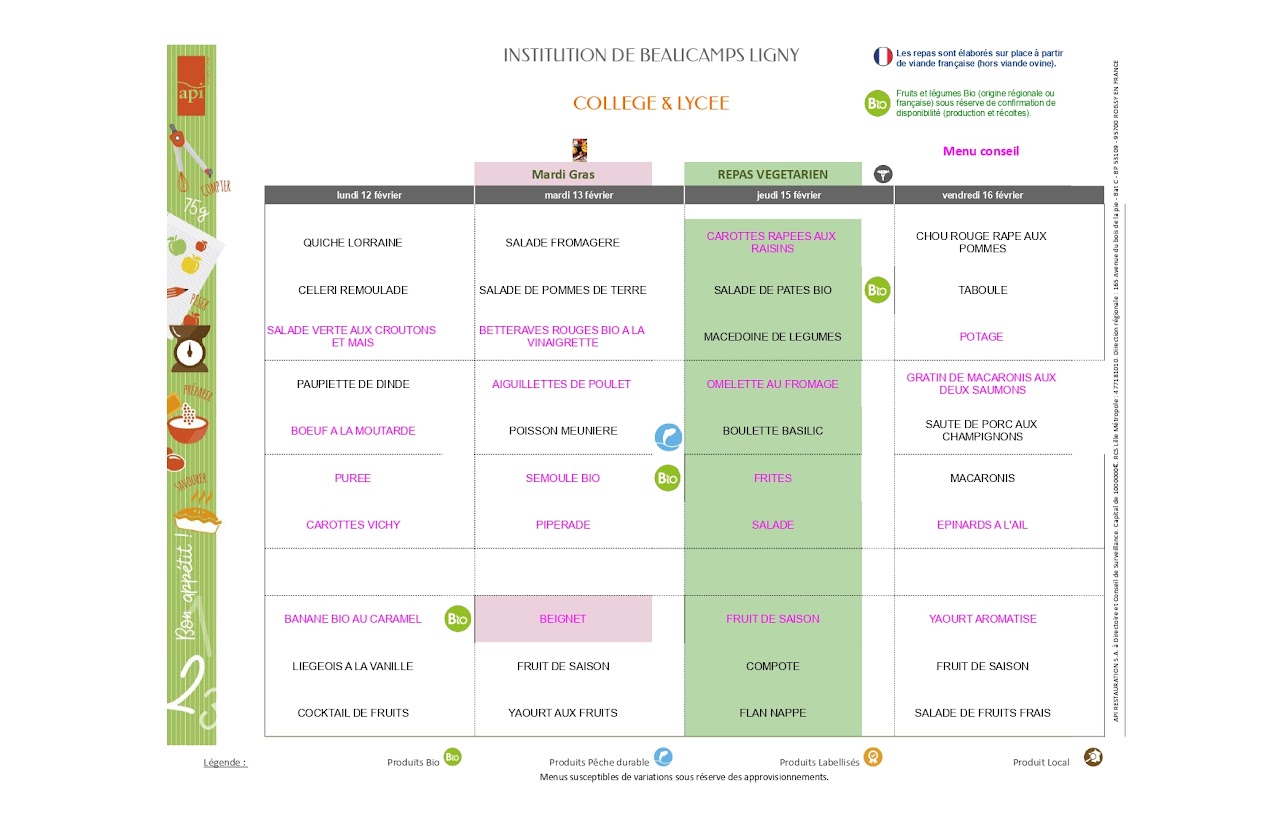 INSTITUTION DE BEAUCAMPS LIGNY
Les repas sont élaborés sur place à partir
de viande française (hors viande ovine).
api
COLLEGE & LYCEE
Bio
Fruits et légumes Bio (origine régionale ou
française) sous réserve de confirmation de
disponibilité (production et récoltes).
Menu conseil
Mardi Gras
REPAS VEGETARIEN
lundi 12 février
mardi 13 février
jeudi 15 février
vendredi 16 février
QUICHE LORRAINE
SALADE FROMAGERE
CAROTTES RAPEES AUX
RAISINS
CHOU ROUGE RAPE AUX
POMMES
CELERI REMOULADE
SALADE DE POMMES DE TERRE
SALADE DE PATES BIO
Bio
TABOULE
SALADE VERTE AUX CROUTONS
ET MAIS
BETTERAVES ROUGES BIO A LA
VINAIGRETTE
MACEDOINE DE LEGUMES
POTAGE
PAUPIETTE DE DINDE
AIGUILLETTES DE POULET
OMELETTE AU FROMAGE
GRATIN DE MACARONIS AUX
DEUX SAUMONS
BOEUF A LA MOUTARDE
POISSON MEUNIERE
BOULETTE BASILIC
SAUTE DE PORC AUX
CHAMPIGNONS
PUREE
SEMOULE BIO
Bio
FRITES
MACARONIS
CAROTTES VICHY
PIPERADE
SALADE
EPINARDS A L'AIL
BANANE BIO AU CARAMEL
Bio
BEIGNET
FRUIT DE SAISON
YAOURT AROMATISE
LIEGEOIS A LA VANILLE
FRUIT DE SAISON
COMPOTE
FRUIT DE SAISON
COCKTAIL DE FRUITS
YAOURT AUX FRUITS
FLAN NAPPE
SALADE DE FRUITS FRAIS
Légende :
Produits Bio
Bio
Produits Pêche durable
Produits Labellisés
Produit Local
Menus susceptibles de variations sous réserve des approvisionnements.
COMPTER
75g
PESER
PRÉPARER
SAVOURER
Bon appétit !
2
3
API RESTAURATION S.A. à Directoire et Conseil de Surveillance. Capital de 1000000€. RCS Lille Métropole : 477181010. Direction régionale : 165 Avenue du bois de la pie - Bat C - BP 53109 - 95700 ROISSY EN FRANCE